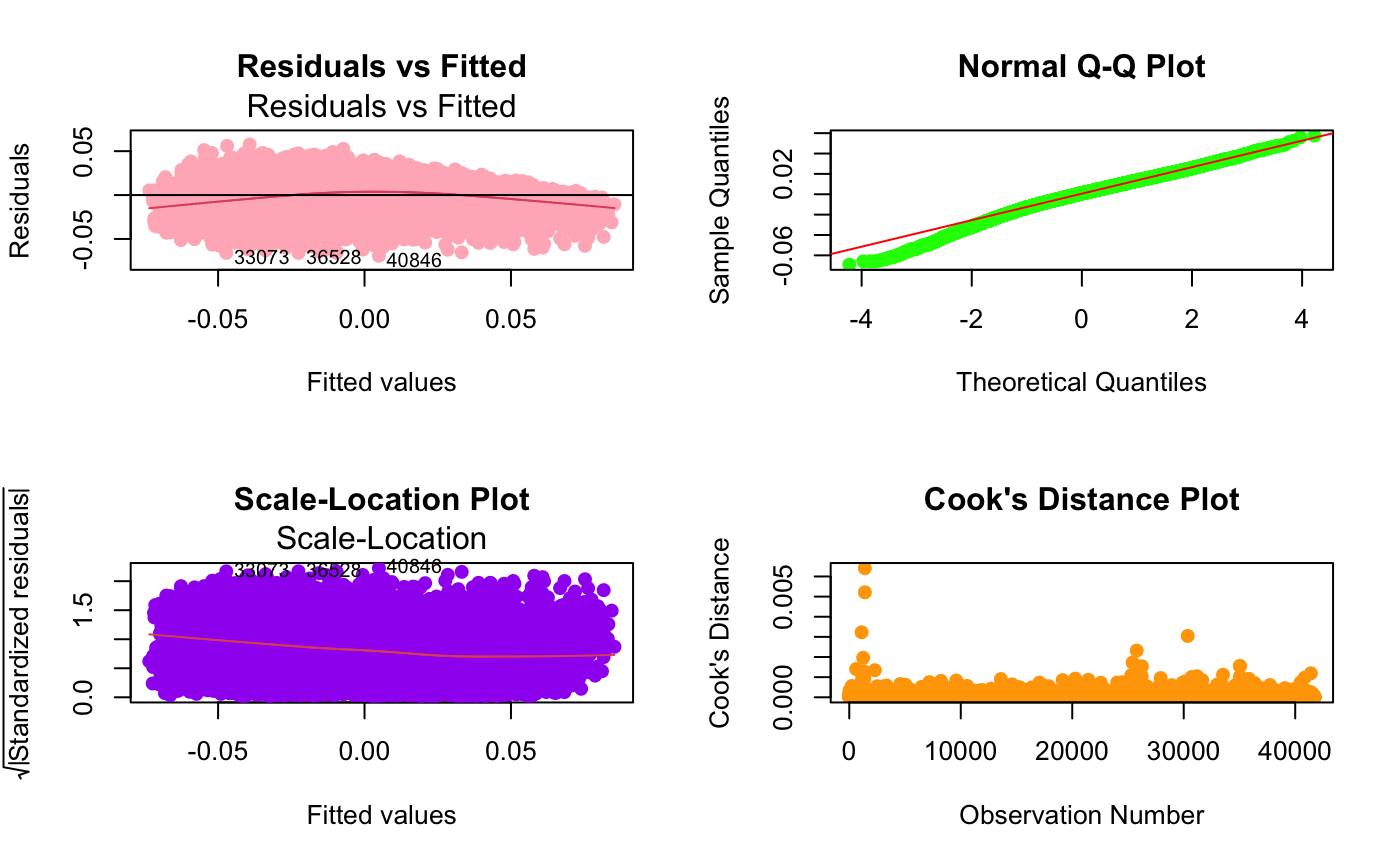 Residuals vs Fitted
Residuals vs Fitted
Residuals
0.05
-0.05
33073 36528 40846
-0.05 0.00 0.05
Fitted values
Normal Q-Q Plot
Sample Quantiles
0.02
-0.06
-4 -2 0 2 4
Theoretical Quantiles
Scale-Location Plot
Scale-Location
√|Standardized residuals|
1.5
0.0
33073 36528 40846
-0.05 0.00 0.05
Fitted values
Cook's Distance Plot
Cook's Distance
0.005
0.000
0 10000 20000 30000 40000
Observation Number